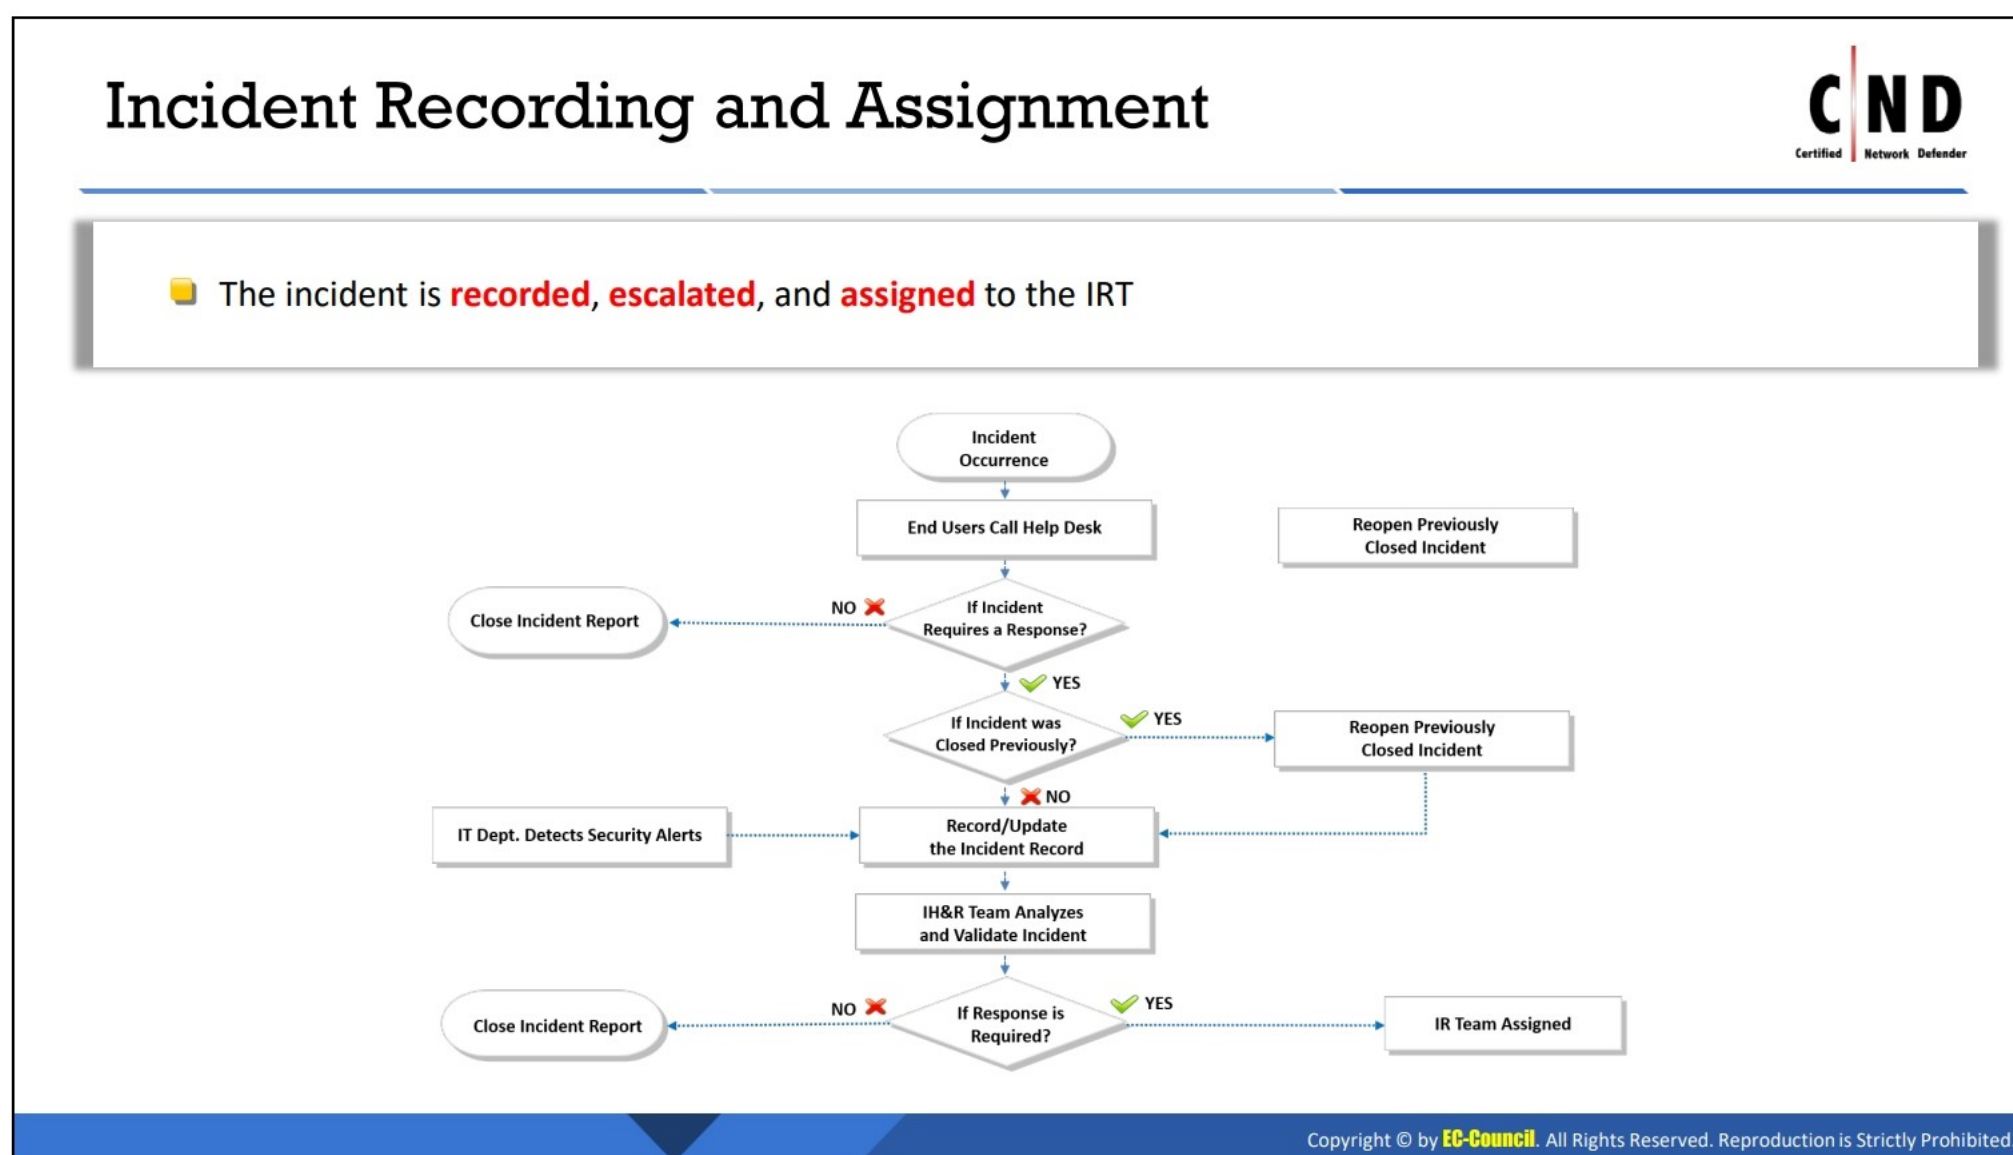 Incident Recording and Assignment
C ND
Certified Network Defender
The incident is recorded, escalated, and assigned to the IRT
Incident
Occurrence
End Users Call Help Desk
Reopen Previously
Closed Incident
If Incident
Requires a Response?
NO
Close Incident Report
YES
If Incident was
Closed Previously?
YES
Reopen Previously
Closed Incident
NO
IT Dept. Detects Security Alerts
Record/Update
the Incident Record
IH&R Team Analyzes
and Validate Incident
If Response is
Required?
NO
Close Incident Report
YES
IR Team Assigned
Copyright © by EC-Council. All Rights Reserved. Reproduction is Strictly Prohibited